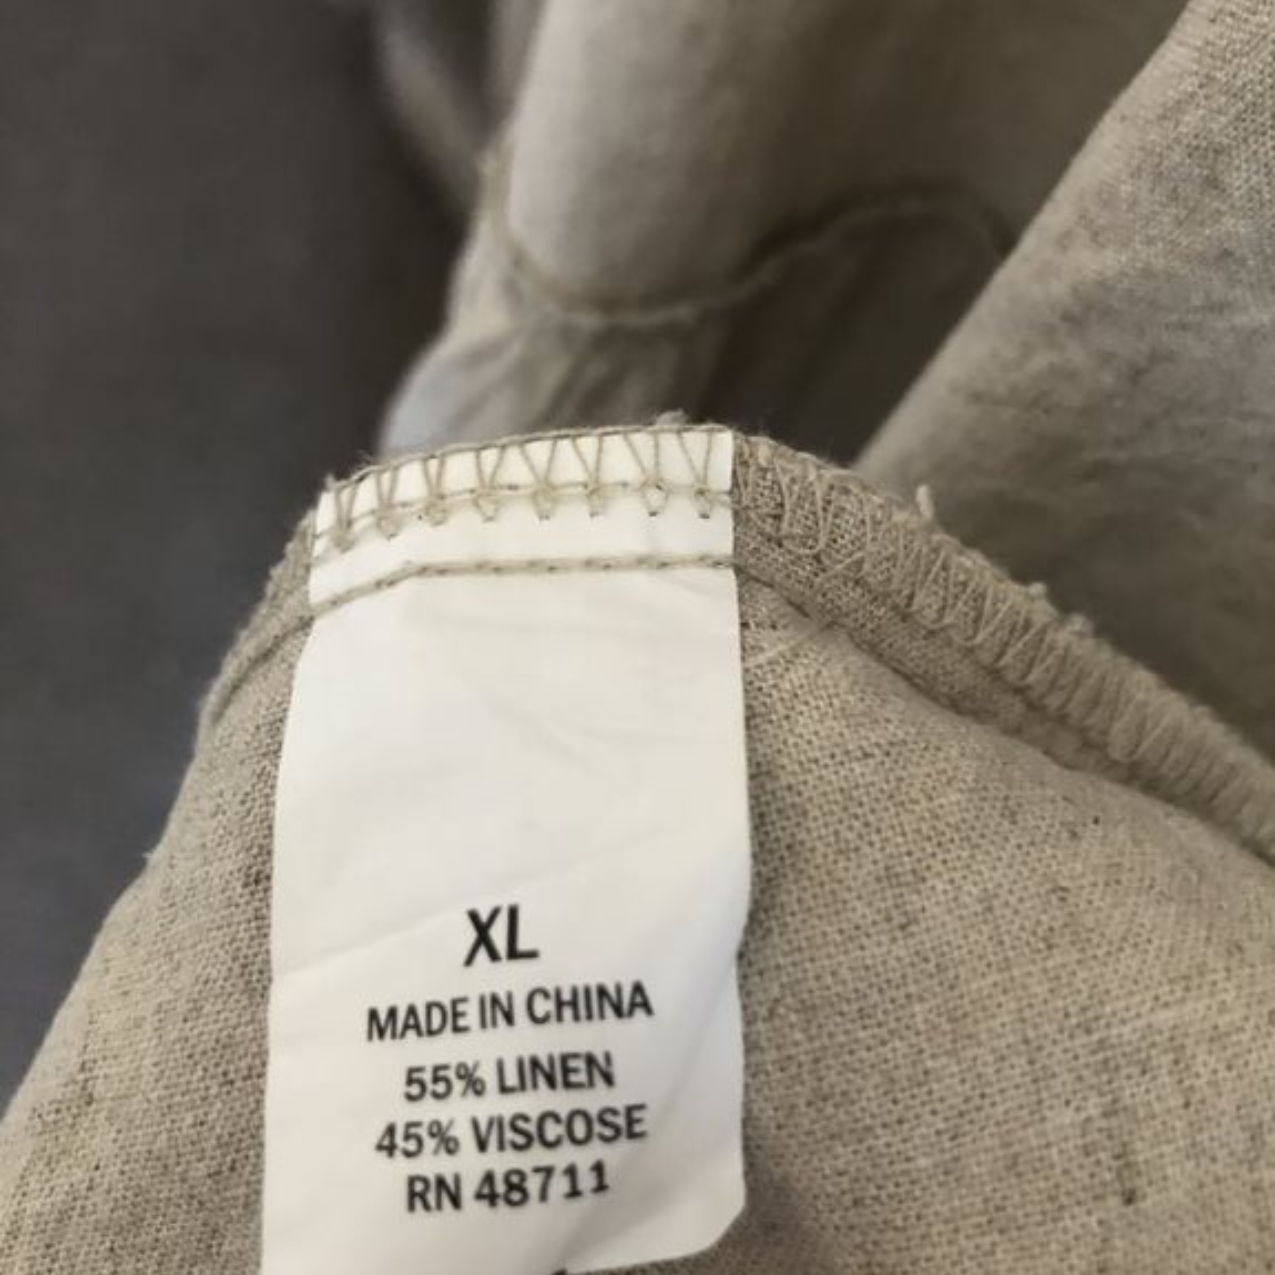 XL
MADE IN CHINA
55% LINEN
45% VISCOSE
RN 48711